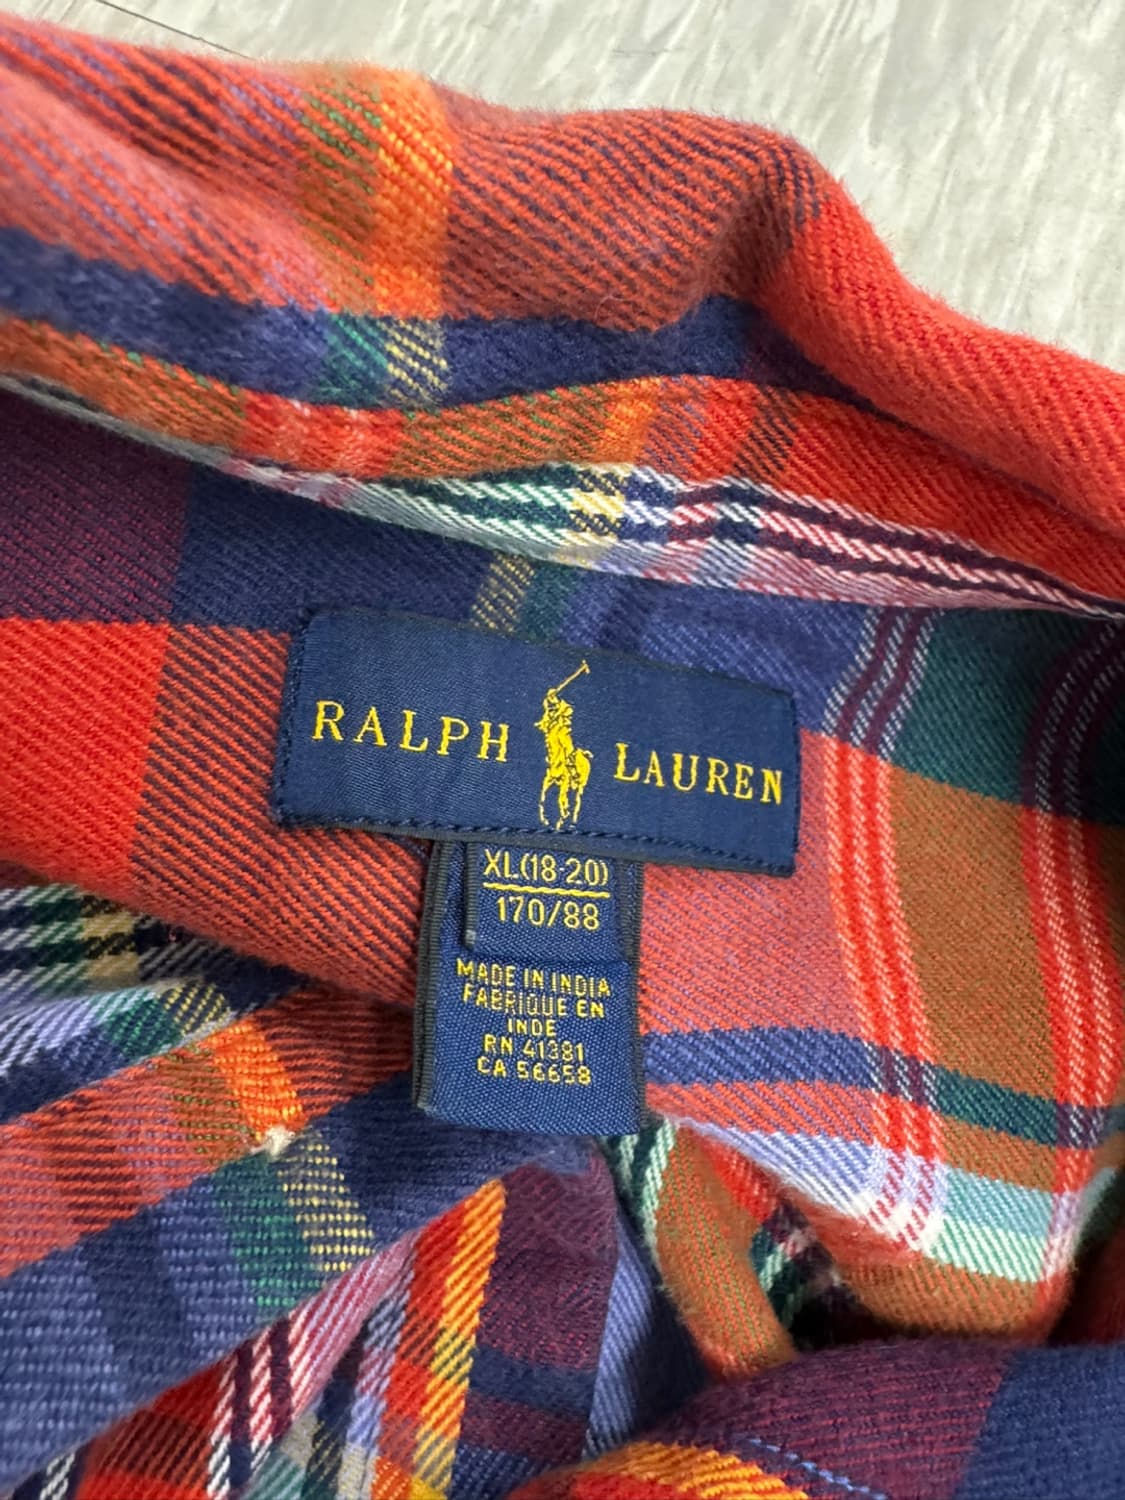 RALPH LAUREN
XL(18-20)
170/88
MADE IN INDIA
FABRIQUE EN
INDE
RN 41381
CA 56658